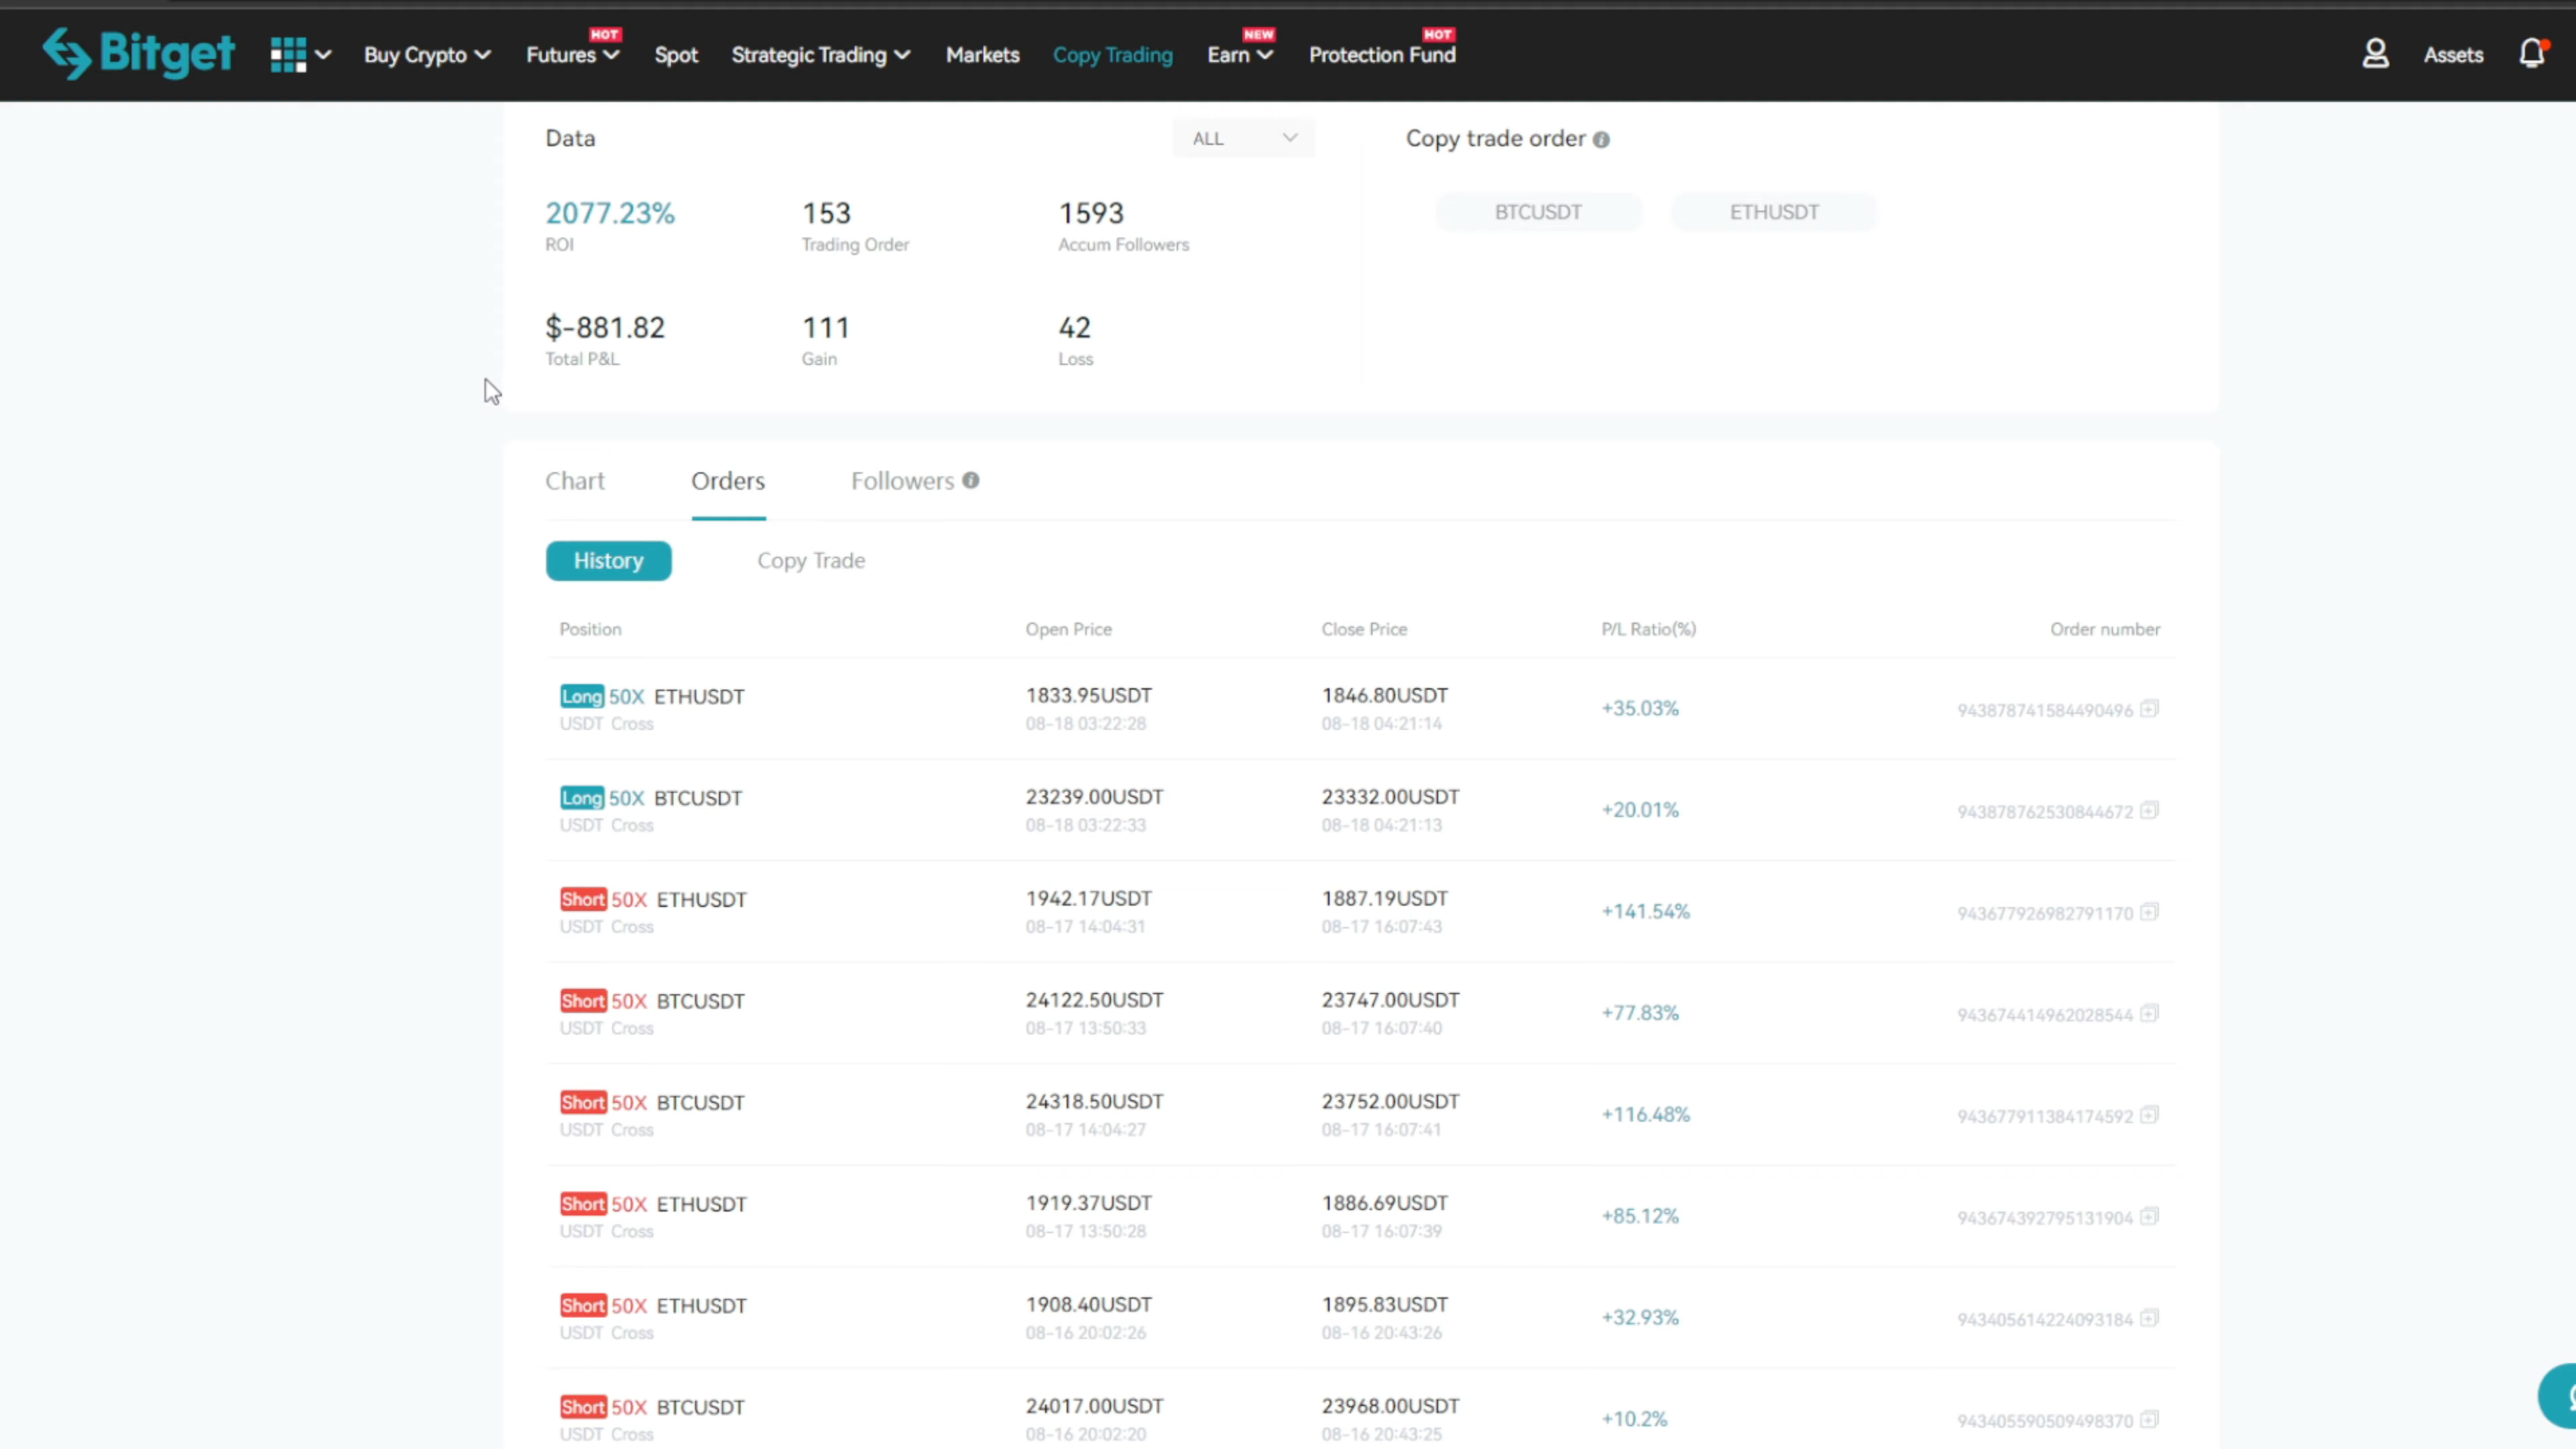 Bitget
Buy Crypto
Futures HOT
Spot
Strategic Trading
Markets
Copy Trading
Earn NEW
Protection Fund HOT
Assets
Data
ALL
Copy trade order
2077.23%
ROI
153
Trading Order
1593
Accum Followers
BTCUSDT
ETHUSDT
$-881.82
Total P&L
111
Gain
42
Loss
Chart
Orders
Followers
History
Copy Trade
Position Open Price Close Price P/L Ratio(%) Order number
Long 50X ETHUSDT 1833.95USDT 1846.80USDT +35.03% 943878741584490496
USDT Cross 08-18 03:22:28 08-18 04:21:14
Long 50X BTCUSDT 23239.00USDT 23332.00USDT +20.01% 943878762530844672
USDT Cross 08-18 03:22:33 08-18 04:21:13
Short 50X ETHUSDT 1942.17USDT 1887.19USDT +141.54% 943677926982791170
USDT Cross 08-17 14:04:31 08-17 16:07:43
Short 50X BTCUSDT 24122.50USDT 23747.00USDT +77.83% 943674414962028544
USDT Cross 08-17 13:50:33 08-17 16:07:40
Short 50X BTCUSDT 24318.50USDT 23752.00USDT +116.48% 943677911384174592
USDT Cross 08-17 14:04:27 08-17 16:07:41
Short 50X ETHUSDT 1919.37USDT 1886.69USDT +85.12% 943674392795131904
USDT Cross 08-17 13:50:28 08-17 16:07:39
Short 50X ETHUSDT 1908.40USDT 1895.83USDT +32.93% 943405614224093184
USDT Cross 08-16 20:02:26 08-16 20:43:26
Short 50X BTCUSDT 24017.00USDT 23968.00USDT +10.2% 943405590509498370
USDT Cross 08-16 20:02:20 08-16 20:43:25